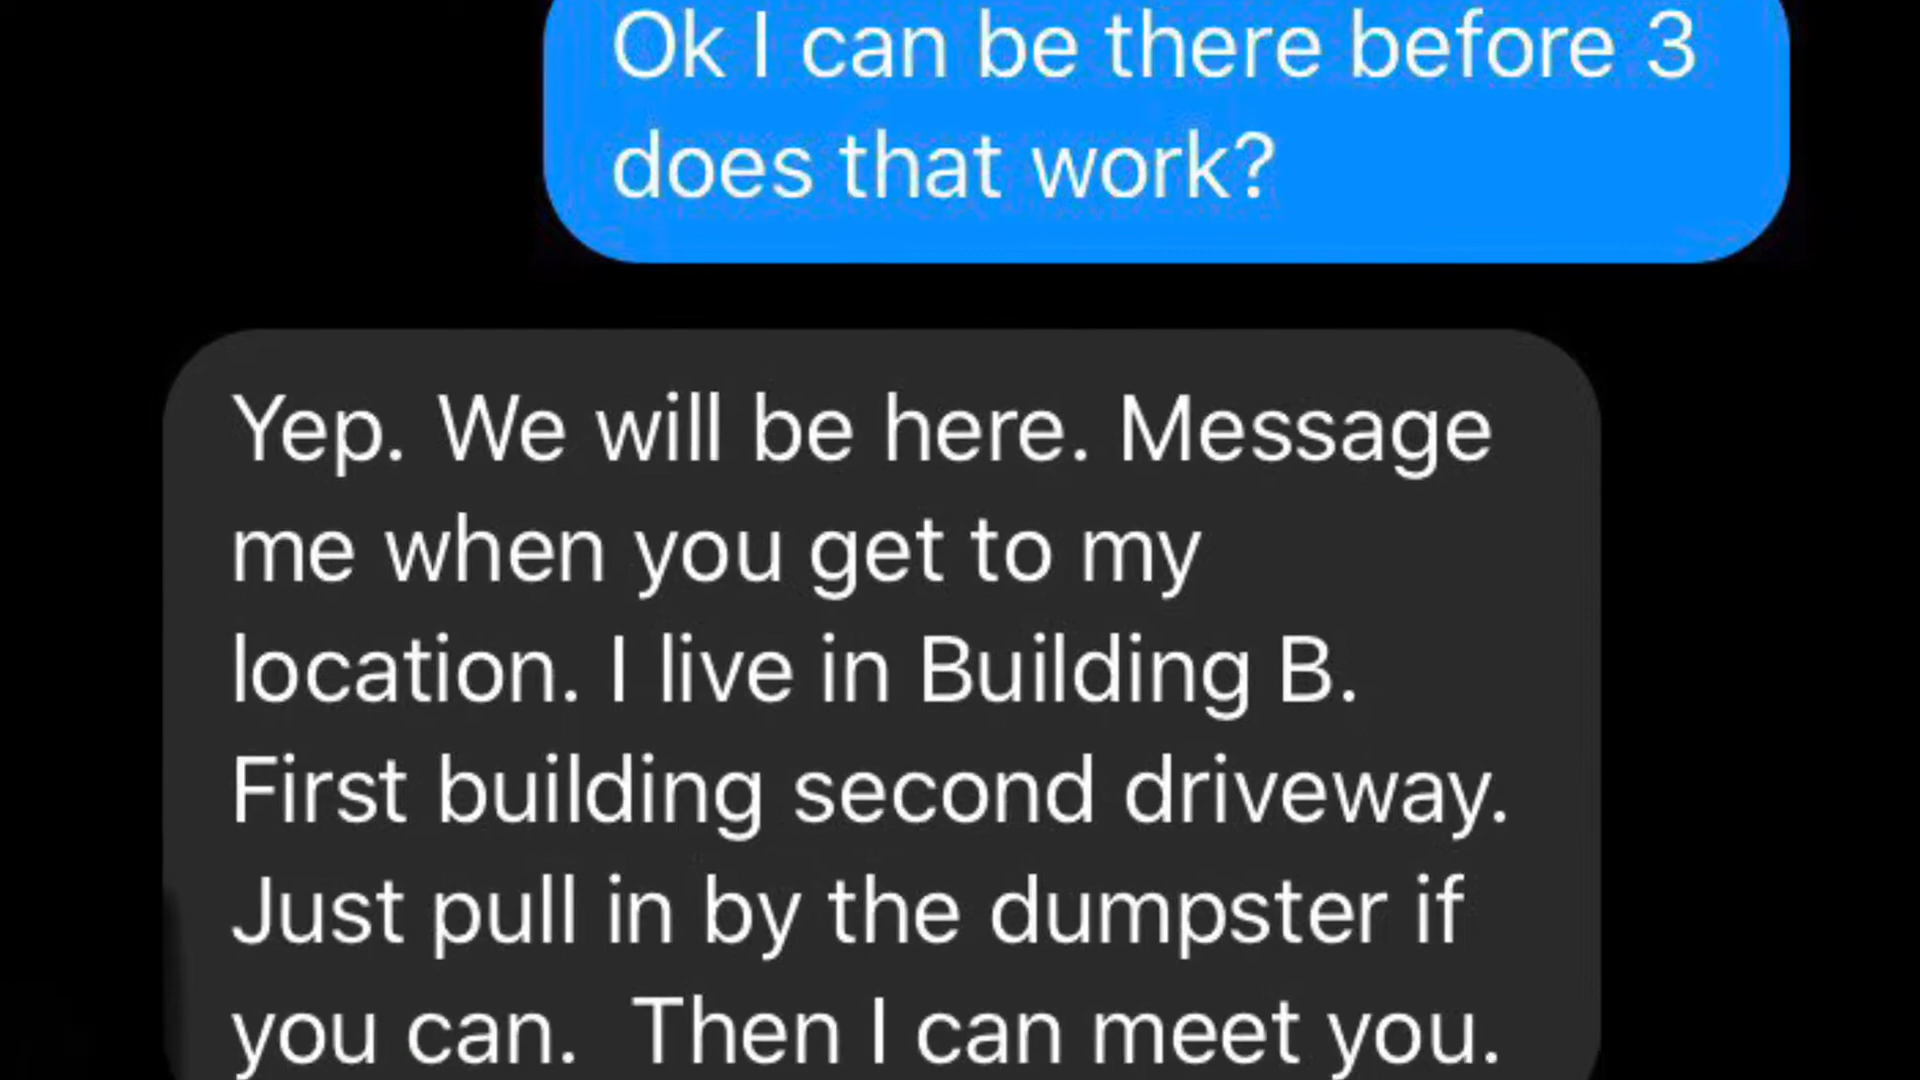 Ok I can be there before 3
does that work?
Yep. We will be here. Message
me when you get to my
location. I live in Building B.
First building second driveway.
Just pull in by the dumpster if
you can.  Then I can meet you.